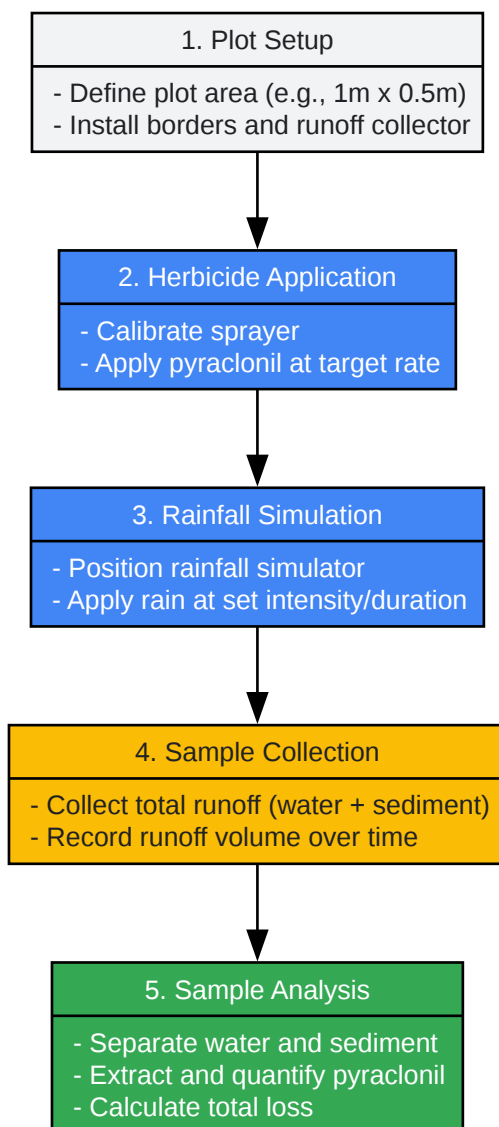 1. Plot Setup
- Define plot area (e.g., 1m x 0.5m)
- Install borders and runoff collector
2. Herbicide Application
- Calibrate sprayer
- Apply pyraclonil at target rate
3. Rainfall Simulation
- Position rainfall simulator
- Apply rain at set intensity/duration
4. Sample Collection
- Collect total runoff (water + sediment)
- Record runoff volume over time
5. Sample Analysis
- Separate water and sediment
- Extract and quantify pyraclonil
- Calculate total loss